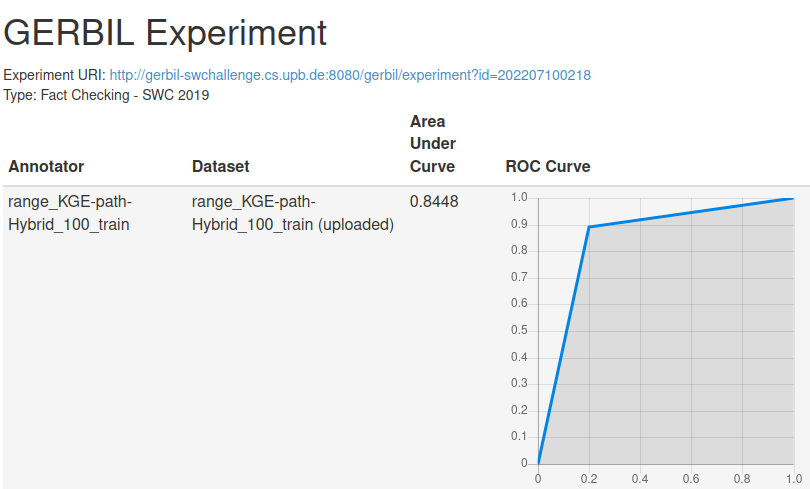 GERBIL Experiment
Experiment URI: http://gerbil-swchallenge.cs.upb.de:8080/gerbil/experiment?id=202207100218
Type: Fact Checking - SWC 2019
Annotator Dataset Area Under Curve ROC Curve
range_KGE-path- range_KGE-path- 0.8448
Hybrid_100_train Hybrid_100_train (uploaded)
1.0
0.9
0.8
0.7
0.6
0.5
0.4
0.3
0.2
0.1
0
0 0.2 0.4 0.6 0.8 1.0